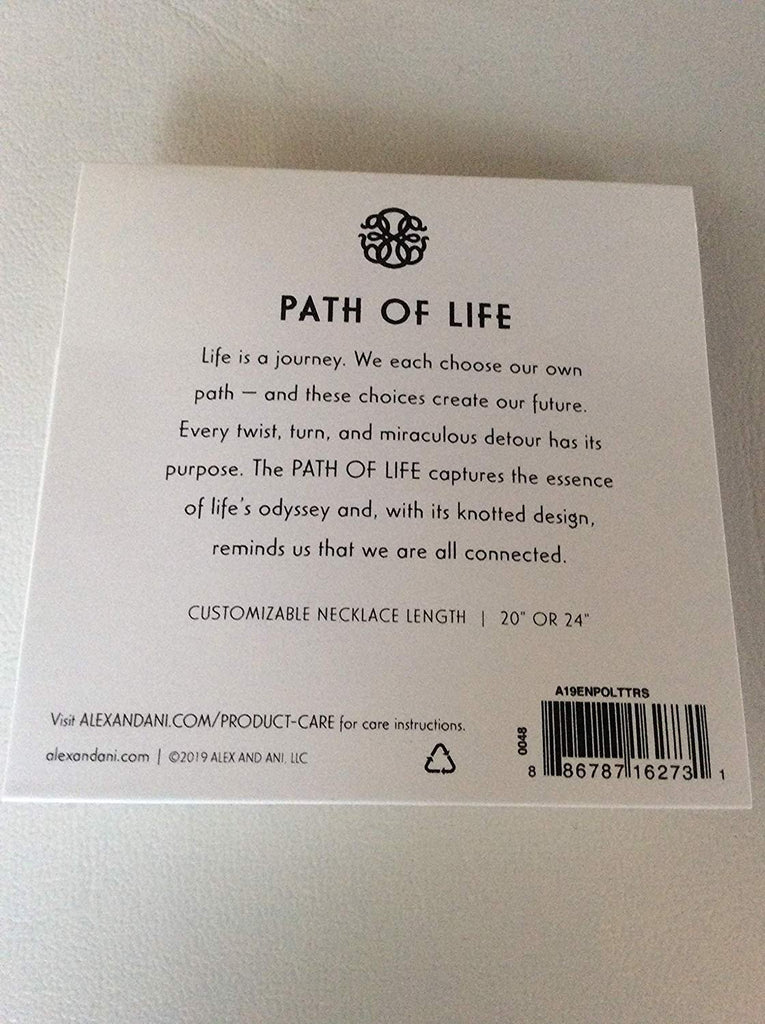 PATH OF LIFE
Life is a journey. We each choose our own
path — and these choices create our future.
Every twist, turn, and miraculous detour has its
purpose. The PATH OF LIFE captures the essence
of life's odyssey and, with its knotted design,
reminds us that we are all connected.
CUSTOMIZABLE NECKLACE LENGTH | 20" OR 24"
Visit ALEXANDANI.COM/PRODUCT-CARE for care instructions.
alexandani.com | ©2019 ALEX AND ANI, LLC
A19ENPOLTTRS
0048
8 86787 16273 1